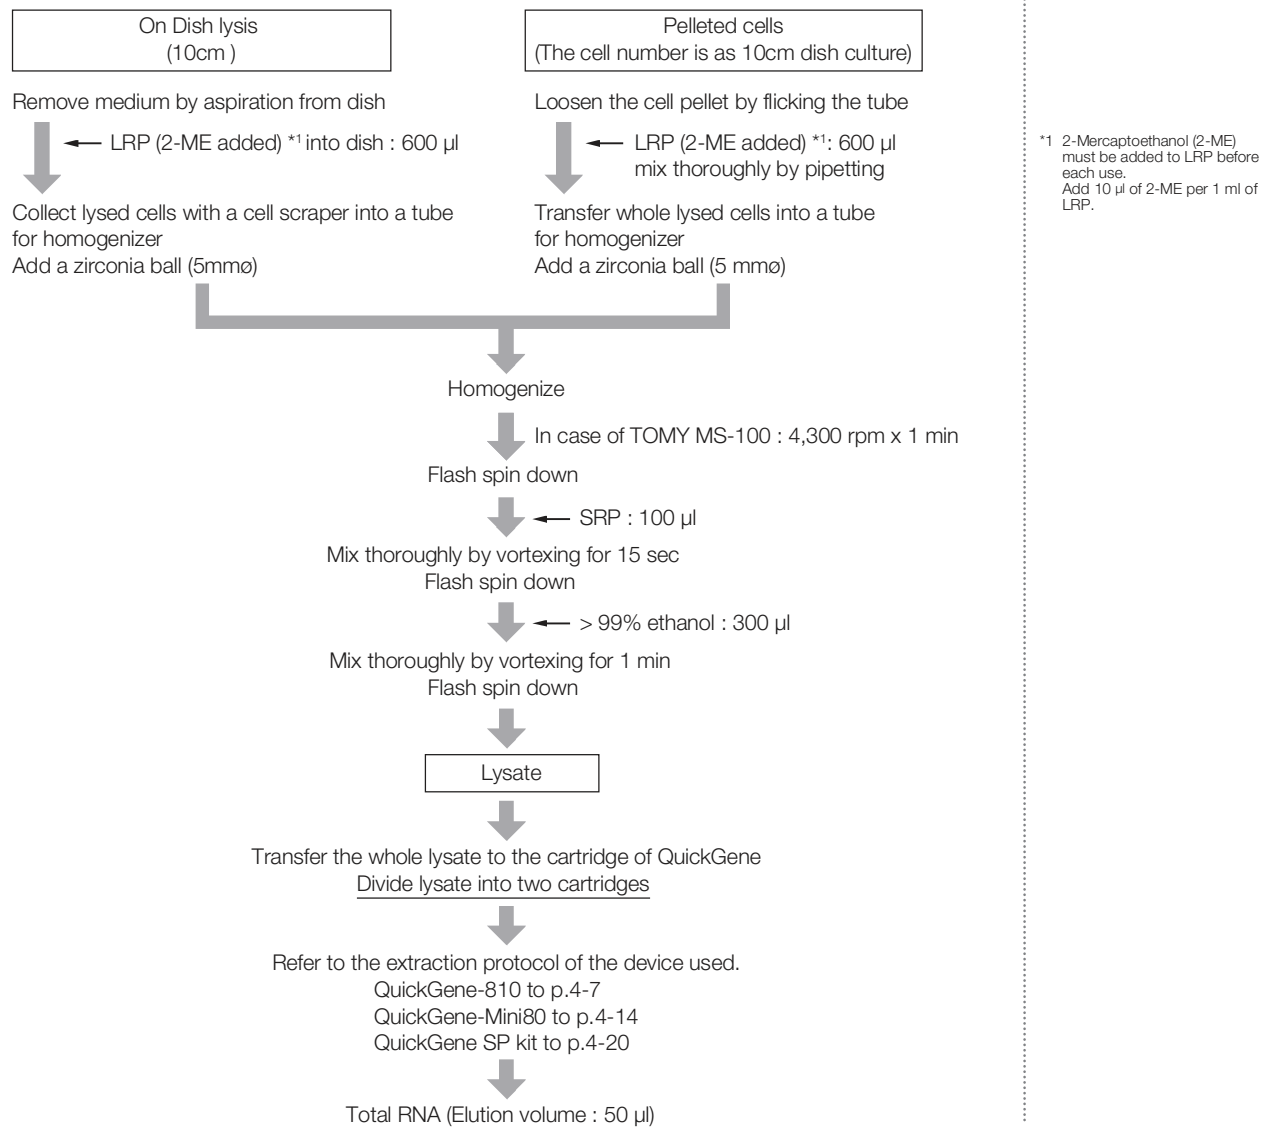 On Dish lysis
(10cm )
Remove medium by aspiration from dish
LRP (2-ME added) *1 into dish : 600 µl
Collect lysed cells with a cell scraper into a tube
for homogenizer
Add a zirconia ball (5mmø)
Pelleted cells
(The cell number is as 10cm dish culture)
Loosen the cell pellet by flicking the tube
LRP (2-ME added) *1: 600 µl
mix thoroughly by pipetting
Transfer whole lysed cells into a tube
for homogenizer
Add a zirconia ball (5 mmø)
Homogenize
In case of TOMY MS-100 : 4,300 rpm x 1 min
Flash spin down
SRP : 100 µl
Mix thoroughly by vortexing for 15 sec
Flash spin down
> 99% ethanol : 300 µl
Mix thoroughly by vortexing for 1 min
Flash spin down
Lysate
Transfer the whole lysate to the cartridge of QuickGene
Divide lysate into two cartridges
Refer to the extraction protocol of the device used.
QuickGene-810 to p.4-7
QuickGene-Mini80 to p.4-14
QuickGene SP kit to p.4-20
Total RNA (Elution volume : 50 µl)
*1 2-Mercaptoethanol (2-ME)
must be added to LRP before
each use.
Add 10 µl of 2-ME per 1 ml of
LRP.